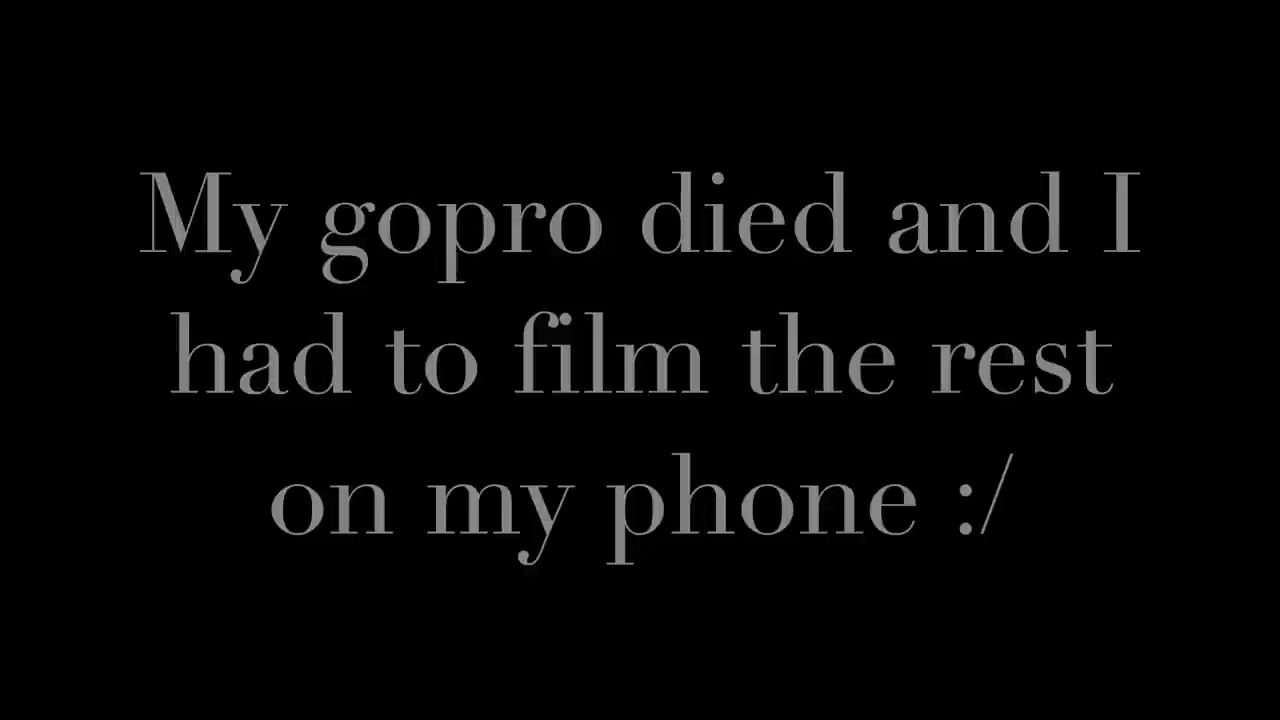 My gopro died and I
had to film the rest
on my phone :/